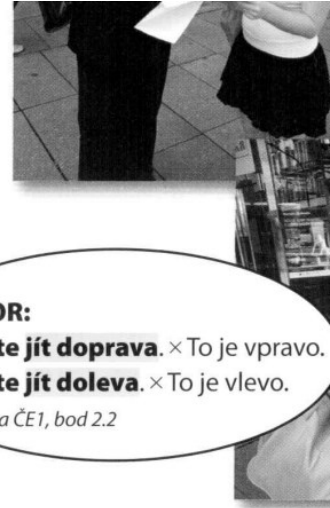 OR:
te jít doprava. × To je vpravo.
te jít doleva. × To je vlevo.
a ČE1, bod 2.2